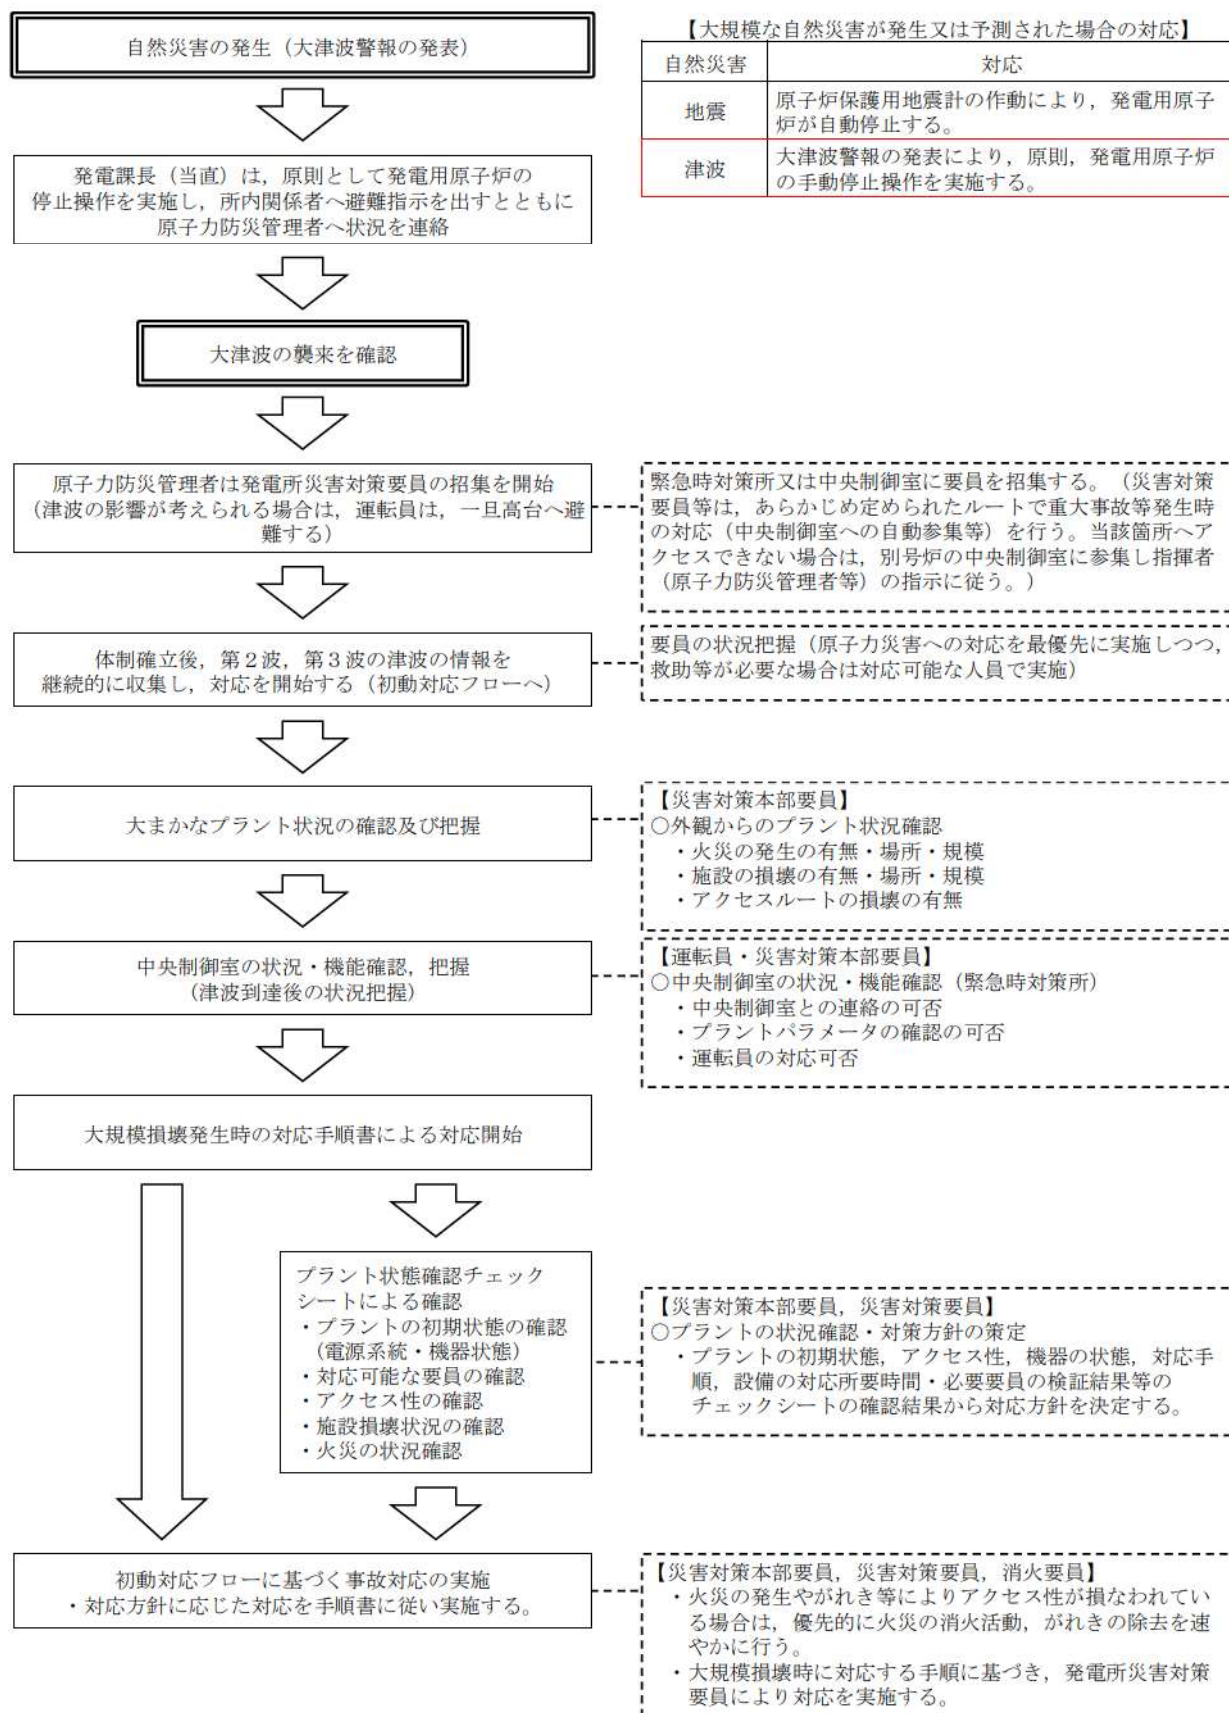 自然災害の発生（大津波警報の発表）
【大規模な自然災害が発生又は予測された場合の対応】
自然災害
対応
地震
原子炉保護用地震計の作動により，発電用原子
炉が自動停止する。
津波
大津波警報の発表により，原則，発電用原子炉
の手動停止操作を実施する。
発電課長（当直）は，原則として発電用原子炉の
停止操作を実施し，所内関係者へ避難指示を出すとともに
原子力防災管理者へ状況を連絡
大津波の襲来を確認
原子力防災管理者は発電所災害対策要員の招集を開始
（津波の影響が考えられる場合は，運転員は，一旦高台へ避
難する）
緊急時対策所又は中央制御室に要員を招集する。（災害対策
要員等は，あらかじめ定められたルートで重大事故等発生時
の対応（中央制御室への自動参集等）を行う。当該箇所へア
クセスできない場合は，別号炉の中央制御室に参集し指揮者
（原子力防災管理者等）の指示に従う。）
体制確立後，第２波，第３波の津波の情報を
継続的に収集し，対応を開始する（初動対応フローへ）
要員の状況把握（原子力災害への対応を最優先に実施しつつ，
救助等が必要な場合は対応可能な人員で実施）
大まかなプラント状況の確認及び把握
【災害対策本部要員】
○外観からのプラント状況確認
・火災の発生の有無・場所・規模
・施設の損壊の有無・場所・規模
・アクセスルートの損壊の有無
中央制御室の状況・機能確認，把握
（津波到達後の状況把握）
【運転員・災害対策本部要員】
○中央制御室の状況・機能確認（緊急時対策所）
・中央制御室との連絡の可否
・プラントパラメータの確認の可否
・運転員の対応可否
大規模損壊発生時の対応手順書による対応開始
プラント状態確認チェック
シートによる確認
・プラントの初期状態の確認
（電源系統・機器状態）
・対応可能な要員の確認
・アクセス性の確認
・施設損壊状況の確認
・火災の状況確認
【災害対策本部要員，災害対策要員】
○プラントの状況確認・対策方針の策定
・プラントの初期状態，アクセス性，機器の状態，対応手
順，設備の対応所要時間・必要要員の検証結果等の
チェックシートの確認結果から対応方針を決定する。
初動対応フローに基づく事故対応の実施
・対応方針に応じた対応を手順書に従い実施する。
【災害対策本部要員，災害対策要員，消火要員】
・火災の発生やがれき等によりアクセス性が損なわれてい
る場合は，優先的に火災の消火活動，がれきの除去を速
やかに行う。
・大規模損壊時に対応する手順に基づき，発電所災害対策
要員により対応を実施する。